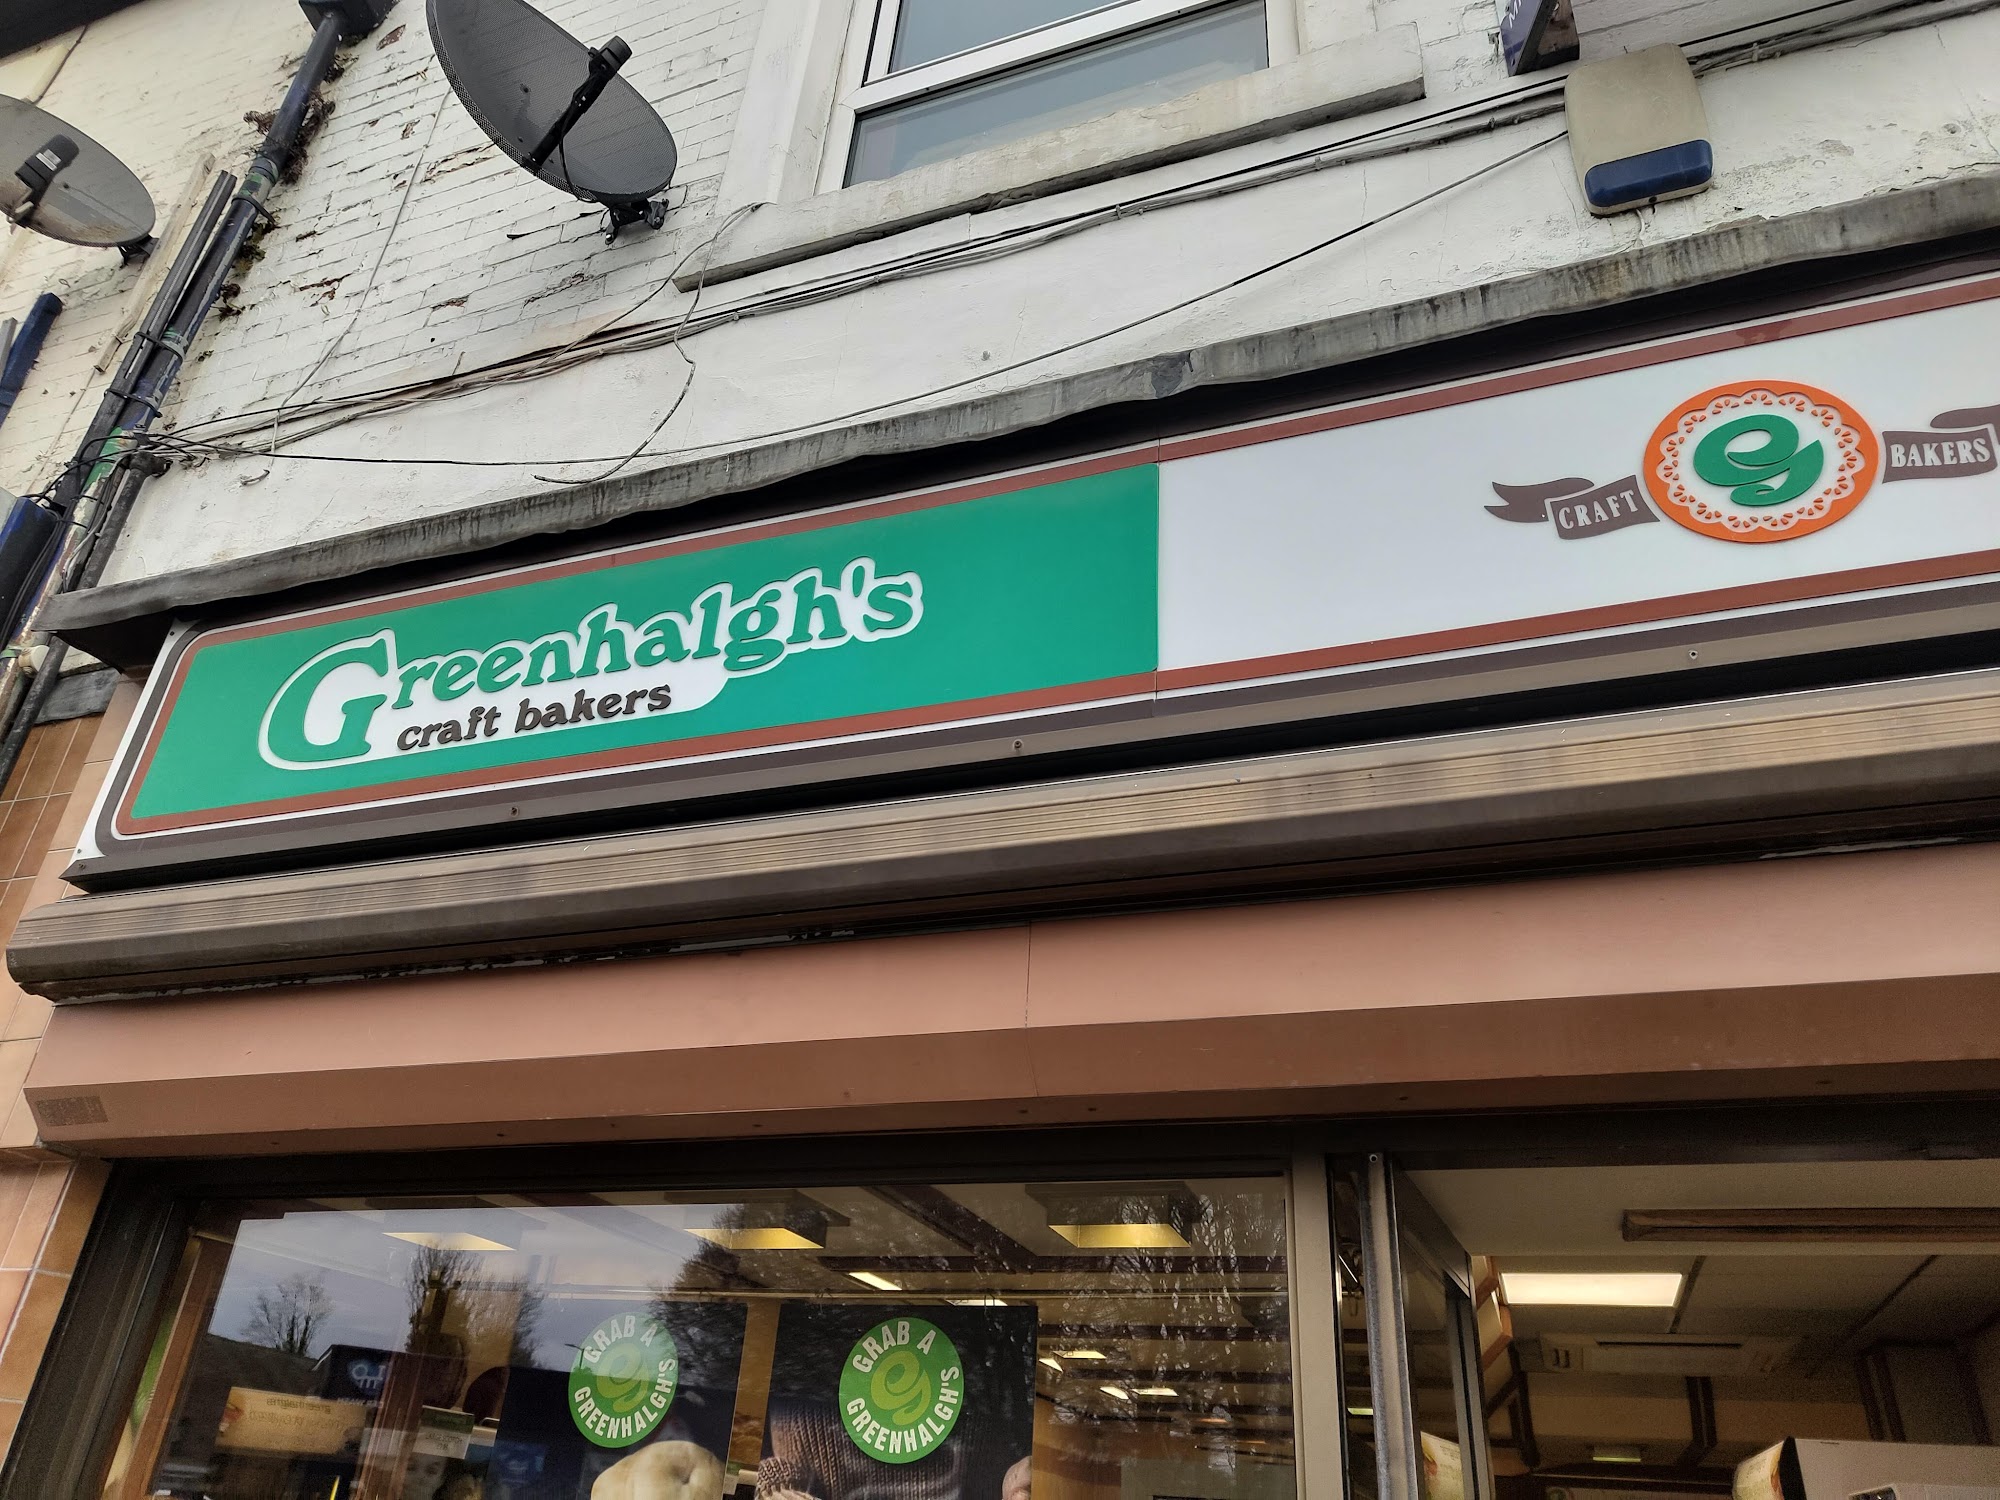 Greenhalgh's
craft bakers
CRAFT
BAKERS
GRAB A
GREENHALGH'S
GRAB A
GREENHALGH'S